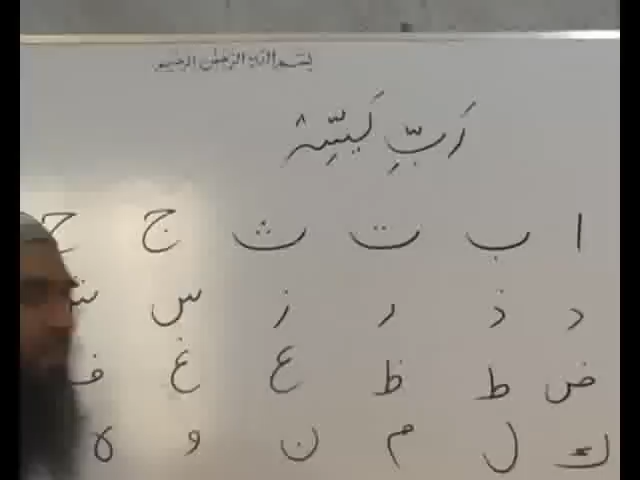 بسم الله الرحمن الرحيم
رَبِّ يَسِّر
ا ب ت ث ج ح
د ذ ر ز س ش
ض ط ظ ع غ ف
ك ل م ن و ه